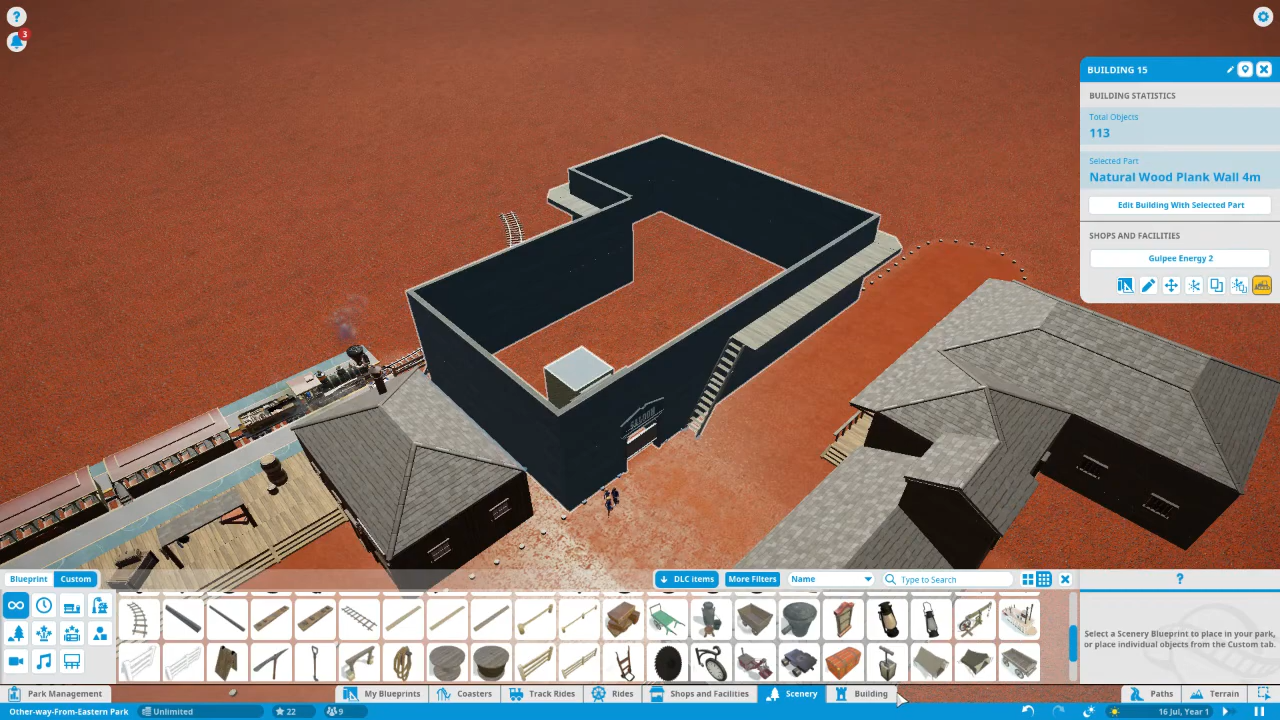 ?
3
BUILDING 15
BUILDING STATISTICS
Total Objects
113
Selected Part
Natural Wood Plank Wall 4m
Edit Building With Selected Part
SHOPS AND FACILITIES
Gulpee Energy 2
SALOON
Blueprint
Custom
DLC items
More Filters
Name
Type to Search
?
Select a Scenery Blueprint to place in your park,
or place individual objects from the Custom tab.
Park Management
My Blueprints
Coasters
Track Rides
Rides
Shops and Facilities
Scenery
Building
Paths
Terrain
Other-way-From-Eastern Park
Unlimited
22
9
16 Jul, Year 1